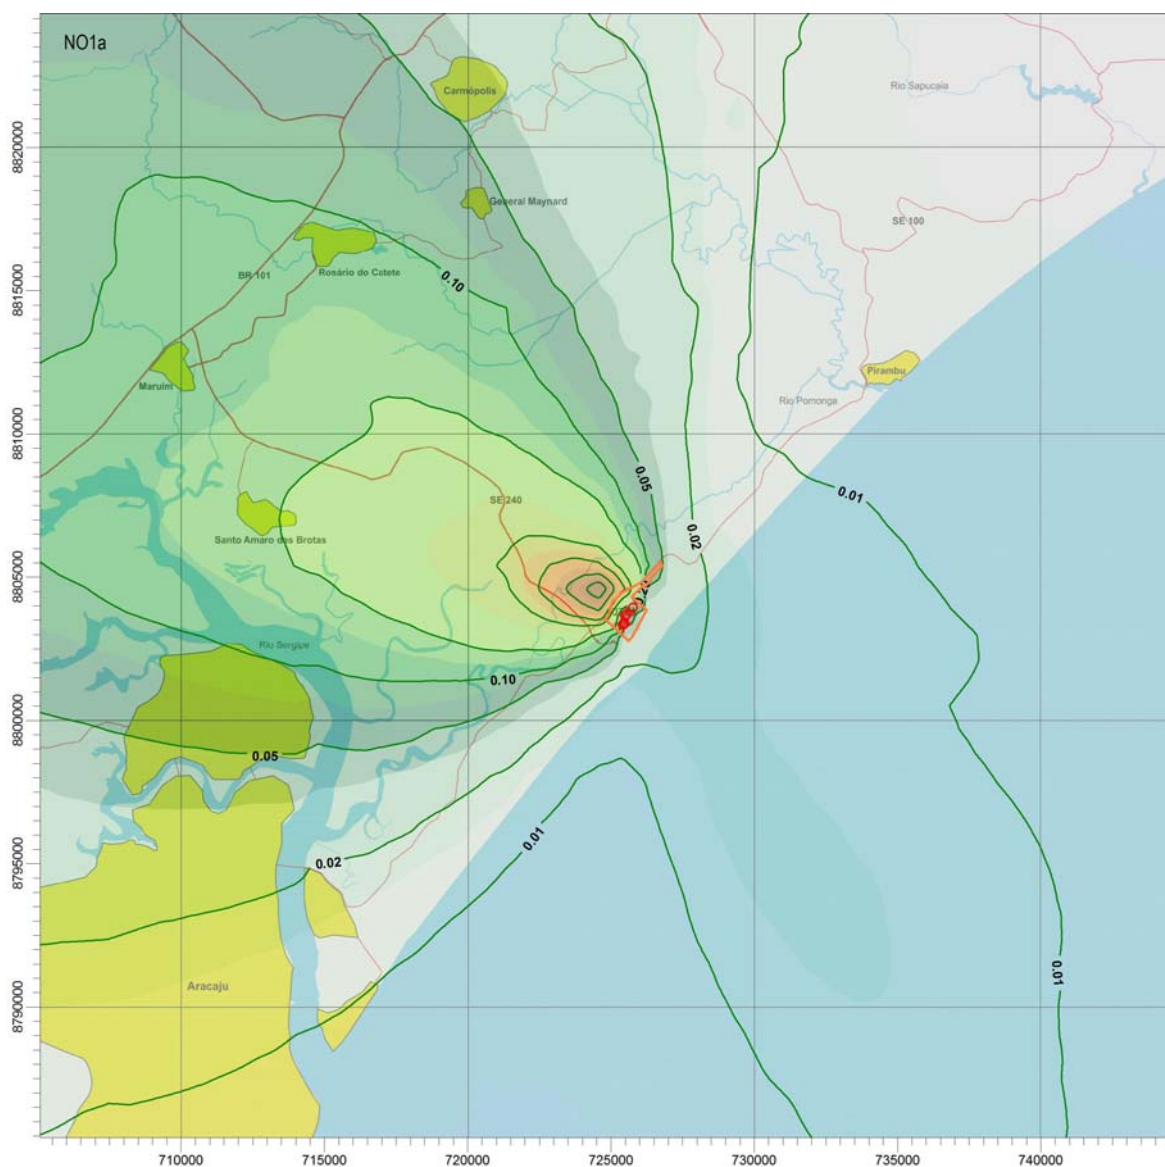 NO1a
Rio Sapucaia
Carmópolis
8820000
General Maynard
SE 100
0.10
BR 101
Rosário do Catete
8815000
Maruim
Pirambu
Rio Pomonga
8810000
0.05
0.01
SE 240
0.02
Santo Amaro das Brotas
8805000
Rio Sergipe
0.10
8800000
0.05
0.01
0.02
8795000
0.01
Aracaju
8790000
710000
715000
720000
725000
730000
735000
740000